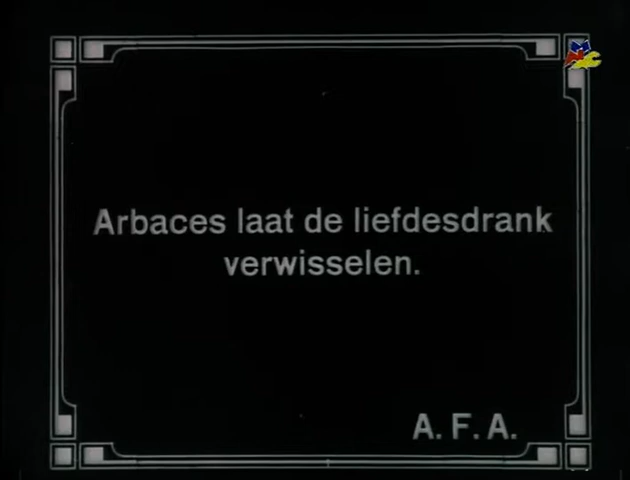 Arbaces laat de liefdesdrank
verwisselen.
A. F. A.